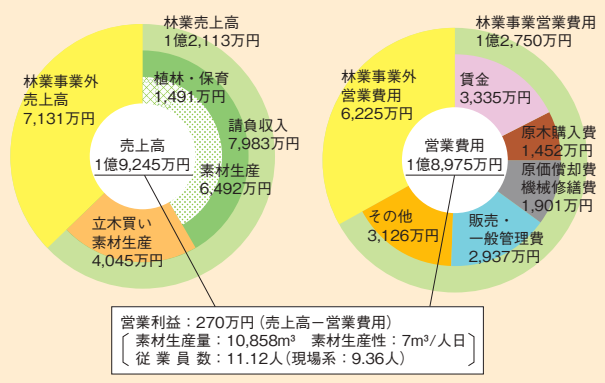 林業売上高
1億2,113万円
林業事業外
売上高
7,131万円
植林・保育
1,491万円
請負収入
7,983万円
売上高
1億9,245万円
素材生産
6,492万円
立木買い
素材生産
4,045万円
林業事業営業費用
1億2,750万円
林業事業外
営業費用
6,225万円
賃金
3,335万円
原木購入費
1,452万円
営業費用
1億8,975万円
原価償却費
機械修繕費
1,901万円
その他
3,126万円
販売・
一般管理費
2,937万円
営業利益：270万円（売上高－営業費用）
素材生産量：10,858m³　素材生産性：7m³/人日
従業員数：11.12人（現場系：9.36人）